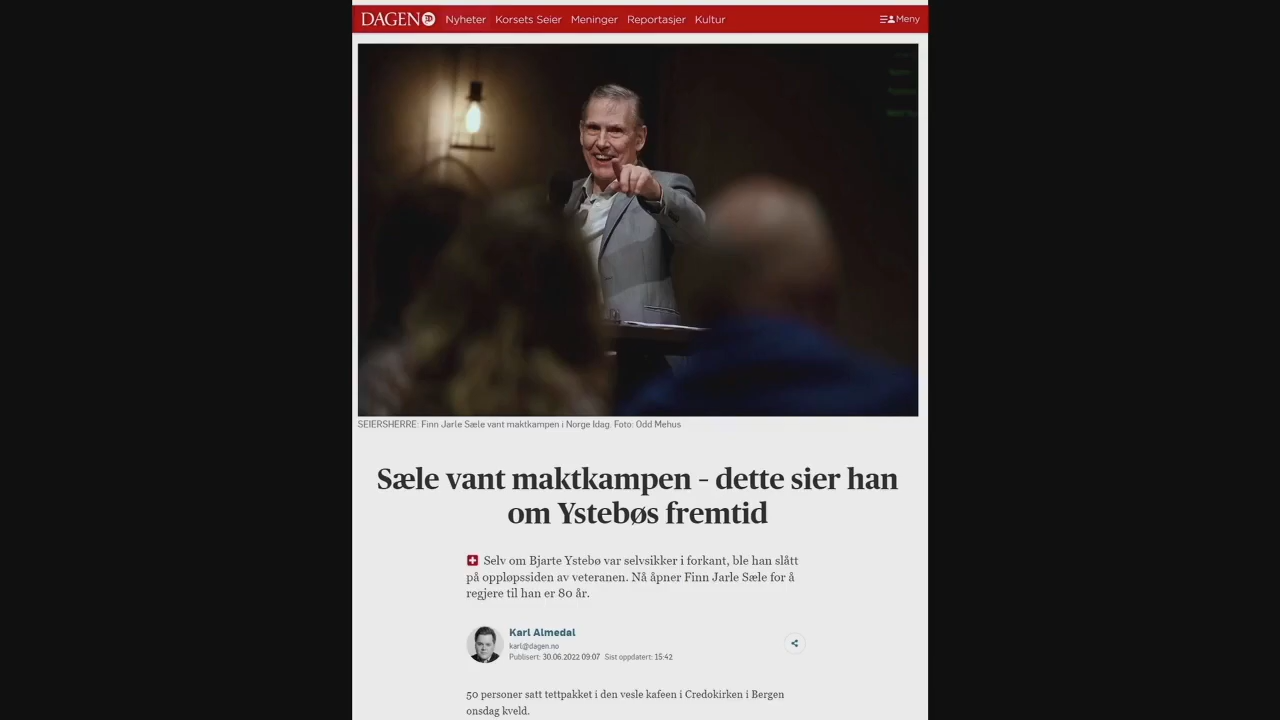 DAGEN Nyheter Korsets Seier Meninger Reportasjer Kultur Meny
SEIERSHERRE: Finn Jarle Sæle vant maktkampen i Norge Idag. Foto: Odd Mehus
Sæle vant maktkampen - dette sier han
om Ystebøs fremtid
Selv om Bjarte Ystebø var selvsikker i forkant, ble han slått
på oppløpssiden av veteranen. Nå åpner Finn Jarle Sæle for å
regjere til han er 80 år.
Karl Almedal
karl@dagen.no
Publisert: 30.06.2022 09:07 Sist oppdatert: 15:42
50 personer satt tettpakket i den vesle kafeen i Credokirken i Bergen
onsdag kveld.